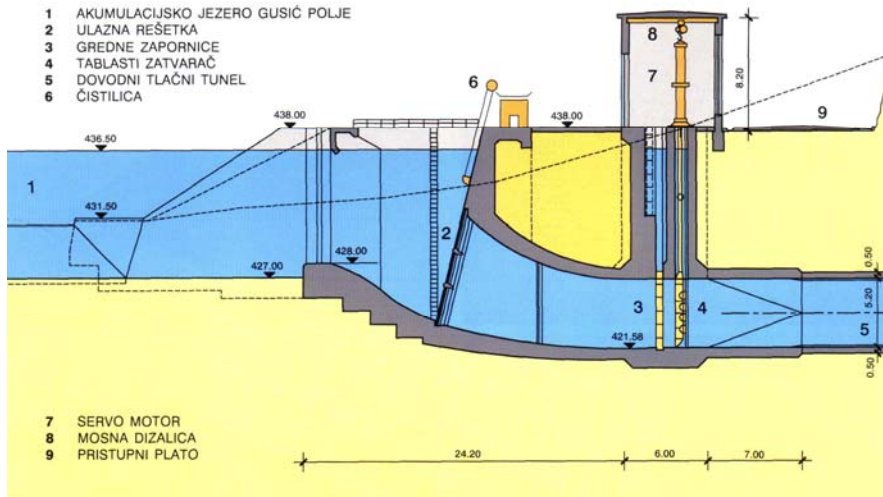 1 AKUMULACIJSKO JEZERO GUSIĆ POLJE
2 ULAZNA REŠETKA
3 GREDNE ZAPORNICE
4 TABLASTI ZATVARAČ
5 DOVODNI TLAČNI TUNEL
6 ČISTILICA
8
7
8.20
6
9
438.00
438.00
436.50
1
431.50
2
428.00
427.00
0.50
5.20
3
4
421.58
5
0.50
7 SERVO MOTOR
8 MOSNA DIZALICA
9 PRISTUPNI PLATO
24.20
6.00
7.00